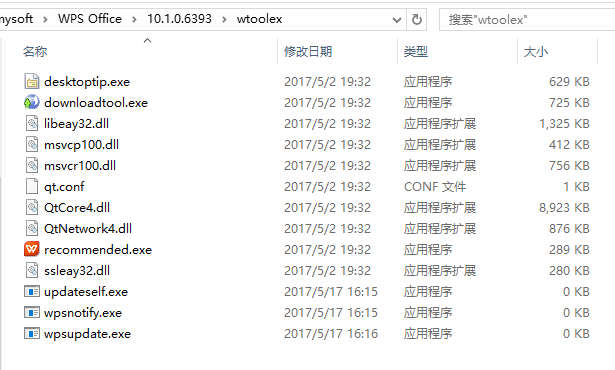 mysoft > WPS Office > 10.1.0.6393 > wtoolex 搜索"wtoolex"
名称 修改日期 类型 大小
desktoptip.exe 2017/5/2 19:32 应用程序 629 KB
downloadtool.exe 2017/5/2 19:32 应用程序 725 KB
libeay32.dll 2017/5/2 19:32 应用程序扩展 1,325 KB
msvcp100.dll 2017/5/2 19:32 应用程序扩展 412 KB
msvcr100.dll 2017/5/2 19:32 应用程序扩展 756 KB
qt.conf 2017/5/2 19:32 CONF 文件 1 KB
QtCore4.dll 2017/5/2 19:32 应用程序扩展 8,923 KB
QtNetwork4.dll 2017/5/2 19:32 应用程序扩展 876 KB
recommended.exe 2017/5/2 19:32 应用程序 289 KB
ssleay32.dll 2017/5/2 19:32 应用程序扩展 280 KB
updateself.exe 2017/5/17 16:15 应用程序 0 KB
wpsnotify.exe 2017/5/17 16:15 应用程序 0 KB
wpsupdate.exe 2017/5/17 16:16 应用程序 0 KB